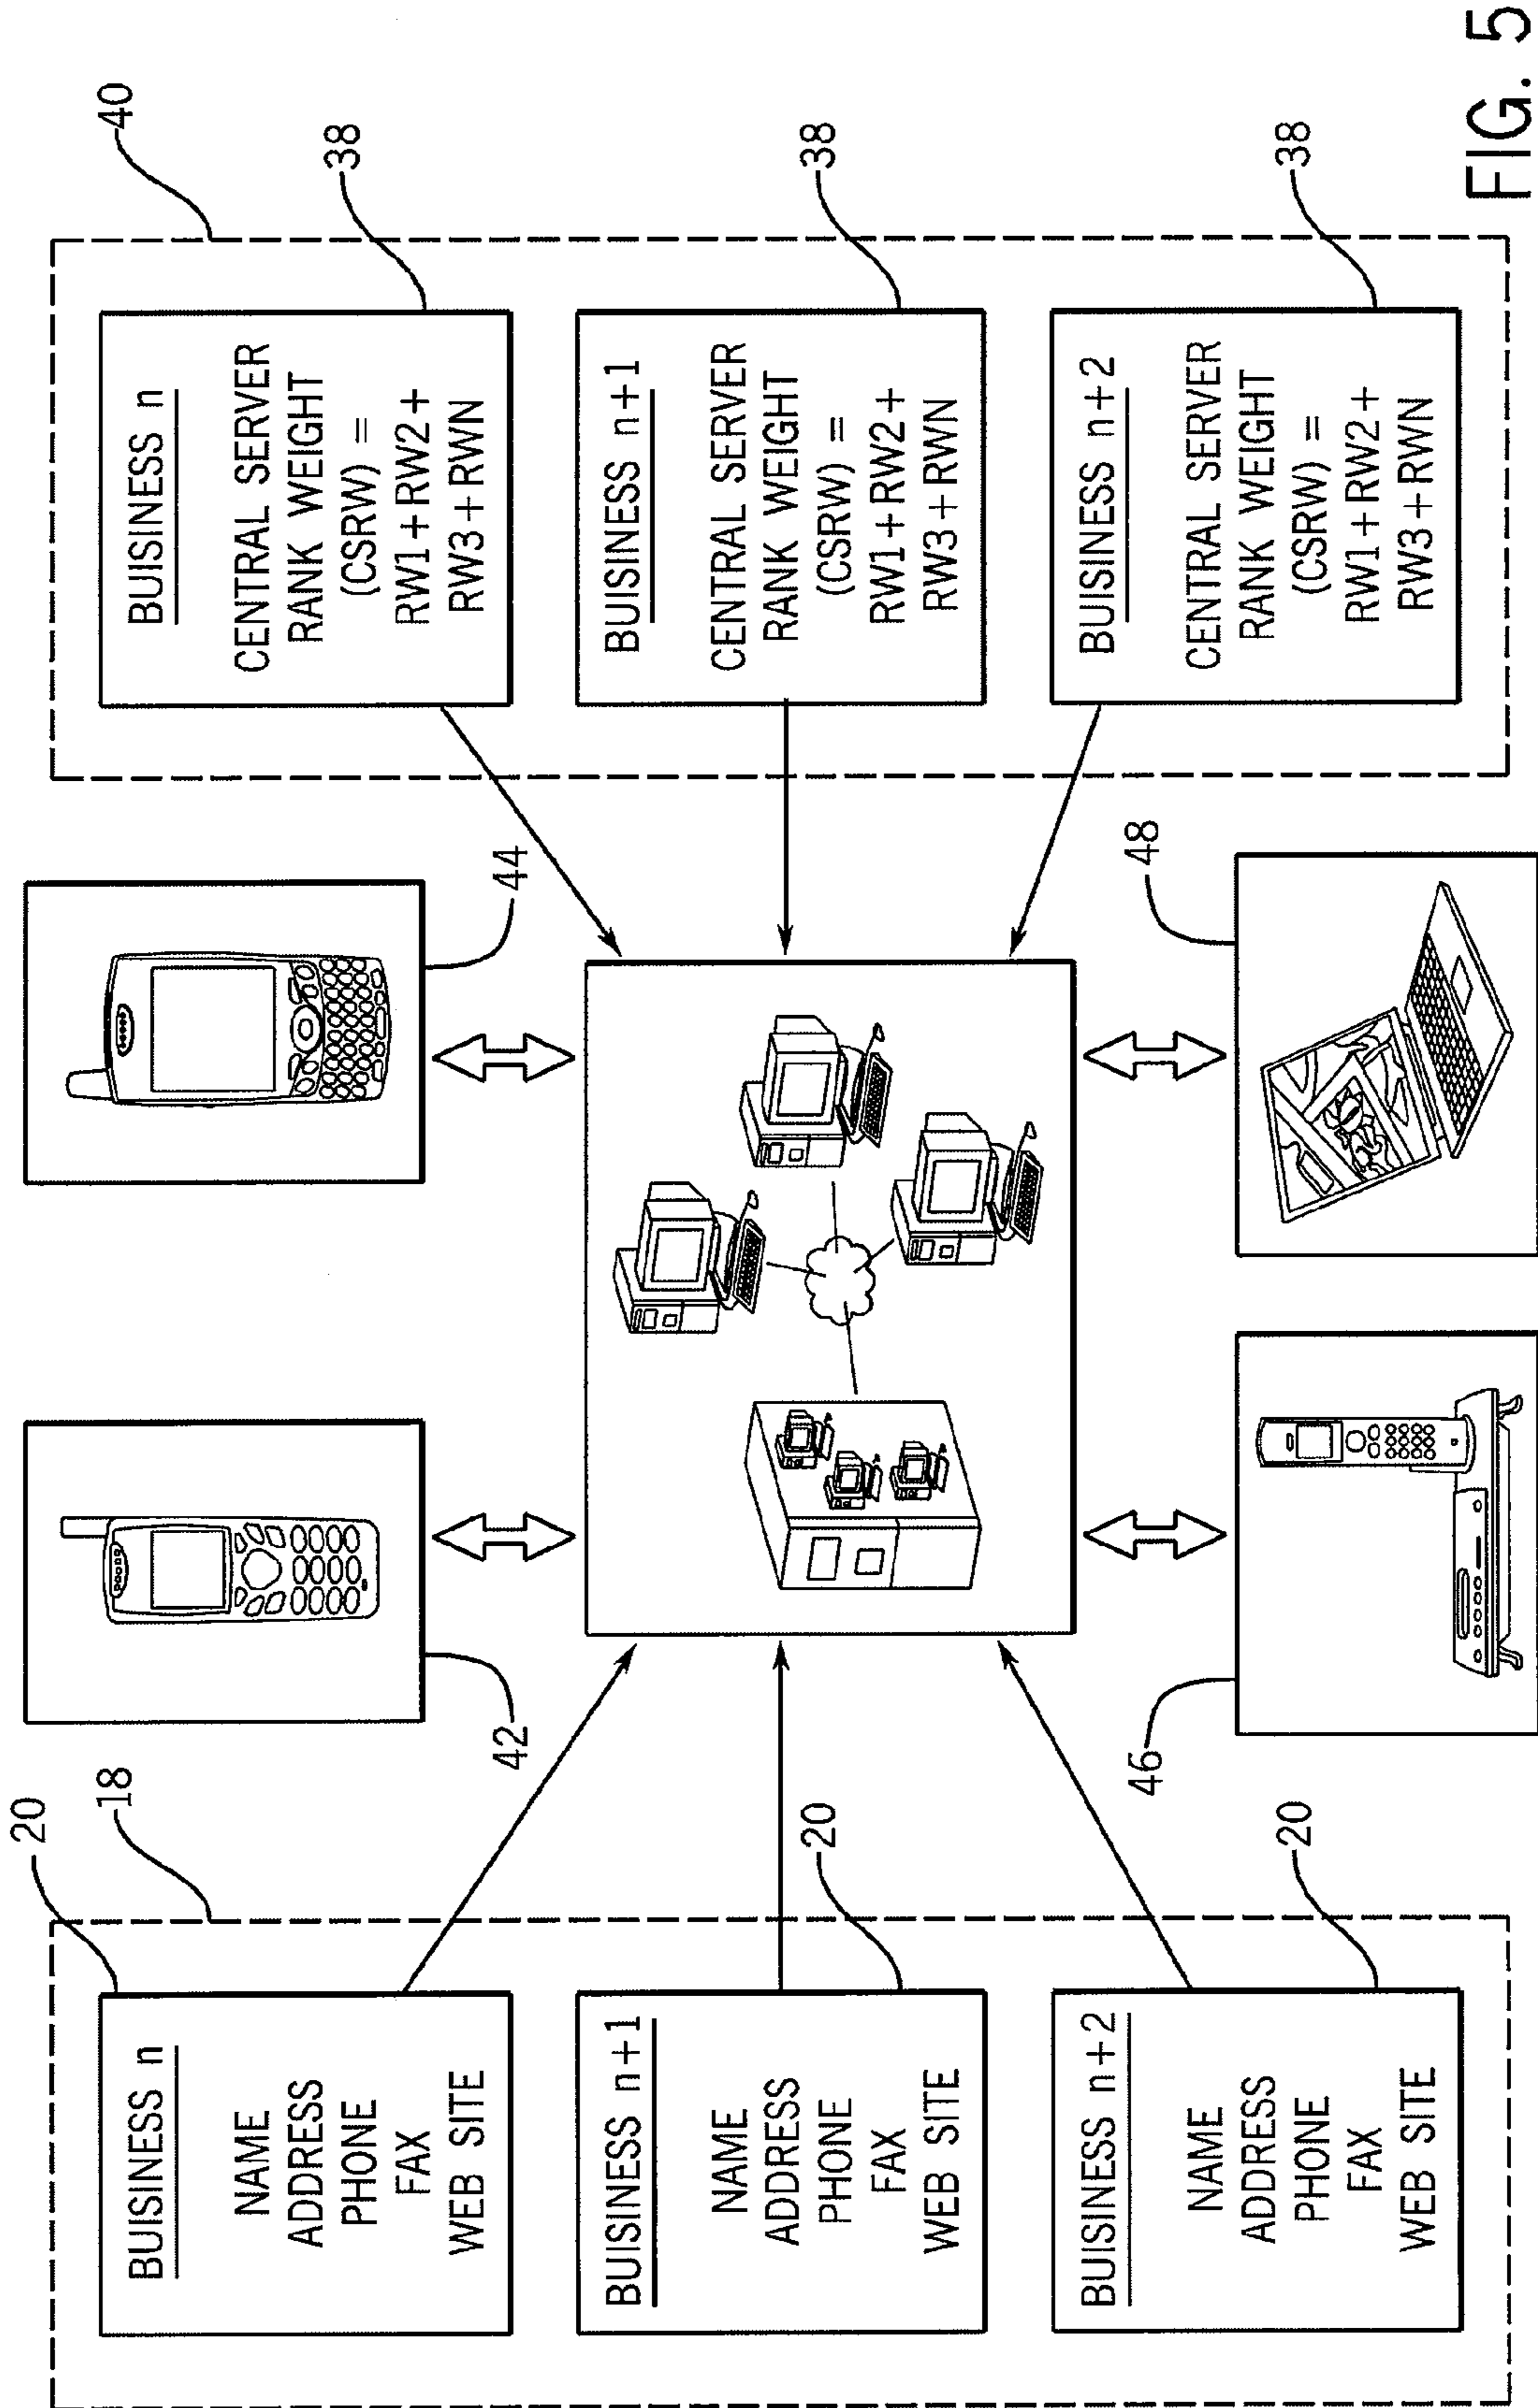 20
18
BUISINESS n
NAME
ADDRESS
PHONE
FAX
WEB SITE
BUISINESS n+1
NAME
ADDRESS
PHONE
FAX
WEB SITE
20
BUISINESS n+2
NAME
ADDRESS
PHONE
FAX
WEB SITE
20
42
44
46
48
40
BUISINESS n
CENTRAL SERVER
RANK WEIGHT
(CSRW) =
RW1+RW2+
RW3+RWN
38
BUISINESS n+1
CENTRAL SERVER
RANK WEIGHT
(CSRW) =
RW1+RW2+
RW3+RWN
38
BUISINESS n+2
CENTRAL SERVER
RANK WEIGHT
(CSRW) =
RW1+RW2+
RW3+RWN
38
FIG. 5